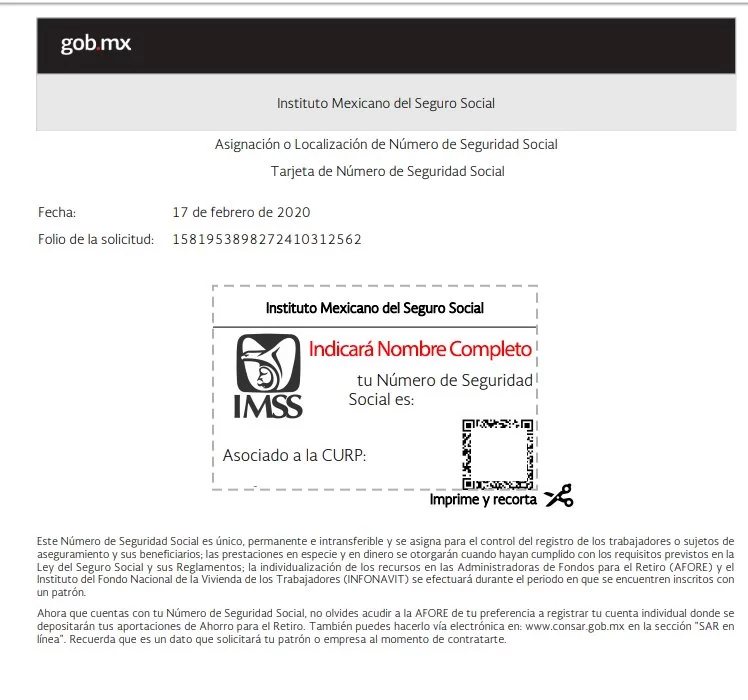 gob.mx
Instituto Mexicano del Seguro Social
Asignación o Localización de Número de Seguridad Social
Tarjeta de Número de Seguridad Social
Fecha: 17 de febrero de 2020
Folio de la solicitud: 1581953898272410312562
Instituto Mexicano del Seguro Social
Indicará Nombre Completo
tu Número de Seguridad
Social es:
IMSS
Asociado a la CURP:
Imprime y recorta
Este Número de Seguridad Social es único, permanente e intransferible y se asigna para el control del registro de los trabajadores o sujetos de
aseguramiento y sus beneficiarios; las prestaciones en especie y en dinero se otorgarán cuando hayan cumplido con los requisitos previstos en la
Ley del Seguro Social y sus Reglamentos; la individualización de los recursos en las Administradoras de Fondos para el Retiro (AFORE) y el
Instituto del Fondo Nacional de la Vivienda de los Trabajadores (INFONAVIT) se efectuará durante el periodo en que se encuentren inscritos con
un patrón.
Ahora que cuentas con tu Número de Seguridad Social, no olvides acudir a la AFORE de tu preferencia a registrar tu cuenta individual donde se
depositarán tus aportaciones de Ahorro para el Retiro. También puedes hacerlo vía electrónica en: www.consar.gob.mx en la sección "SAR en
línea". Recuerda que es un dato que solicitará tu patrón o empresa al momento de contratarte.